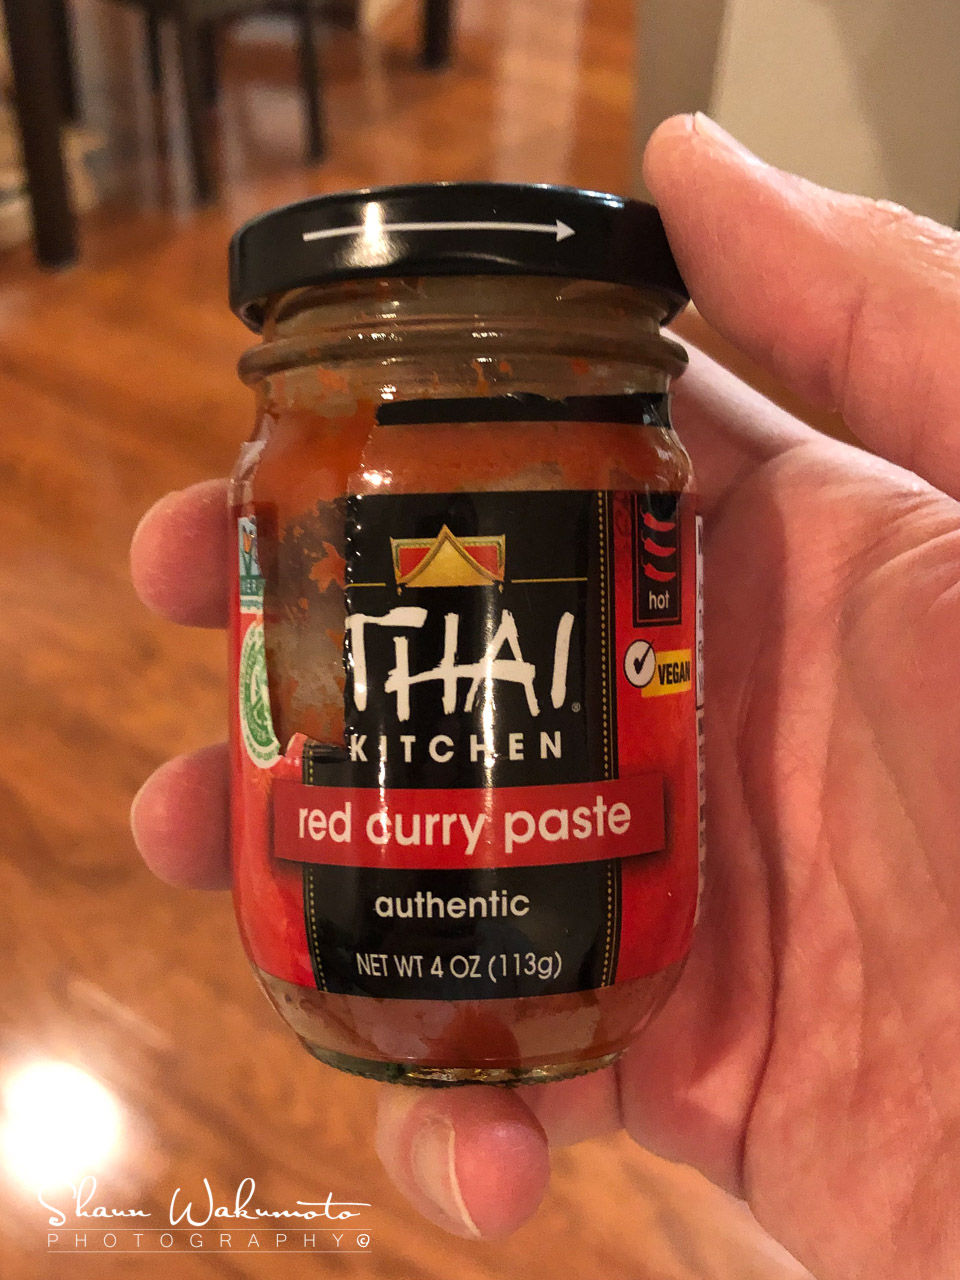 hot
VEGAN
THAI®
KITCHEN
red curry paste
authentic
NET WT 4 OZ (113g)
Shaun Wakumoto
PHOTOGRAPHY©